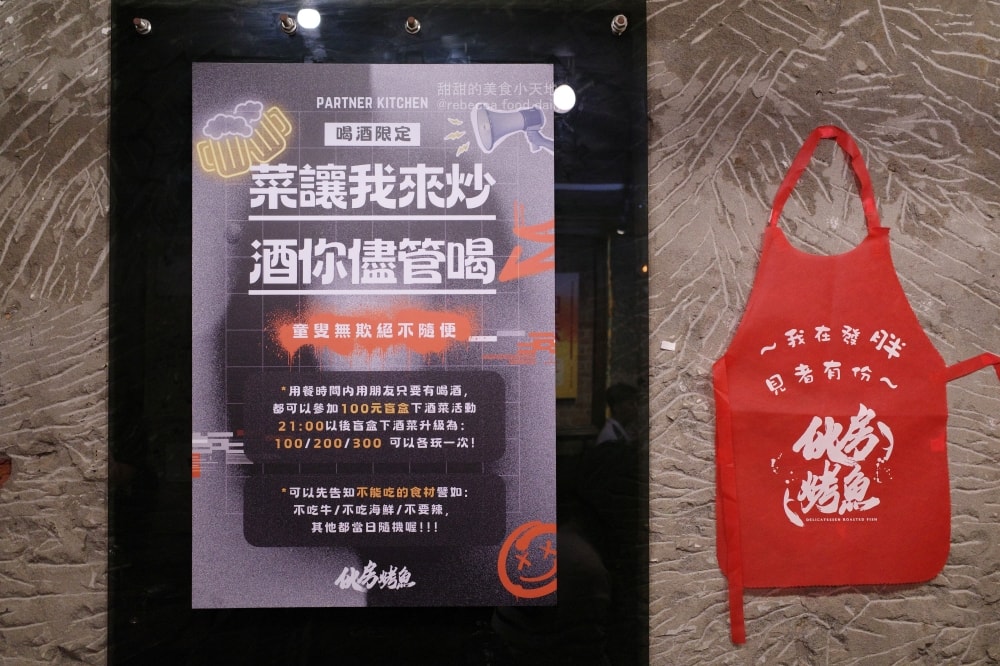 甜甜的美食小天地
PARTNER KITCHEN
喝酒限定
菜讓我來炒
酒你儘管喝
童叟無欺絕不隨便
*用餐時間內用朋友只要有喝酒,
都可以參加100元盲盒下酒菜活動
21:00以後盲盒下酒菜升級為:
100/200/300 可以各玩一次!
*可以先告知不能吃的食材譬如:
不吃牛/不吃海鮮/不要辣,
其他都當日隨機喔!!!
伙房烤魚
~我在發胖
見者有份~
伙房
烤魚
DELICATESSEN ROASTED FISH